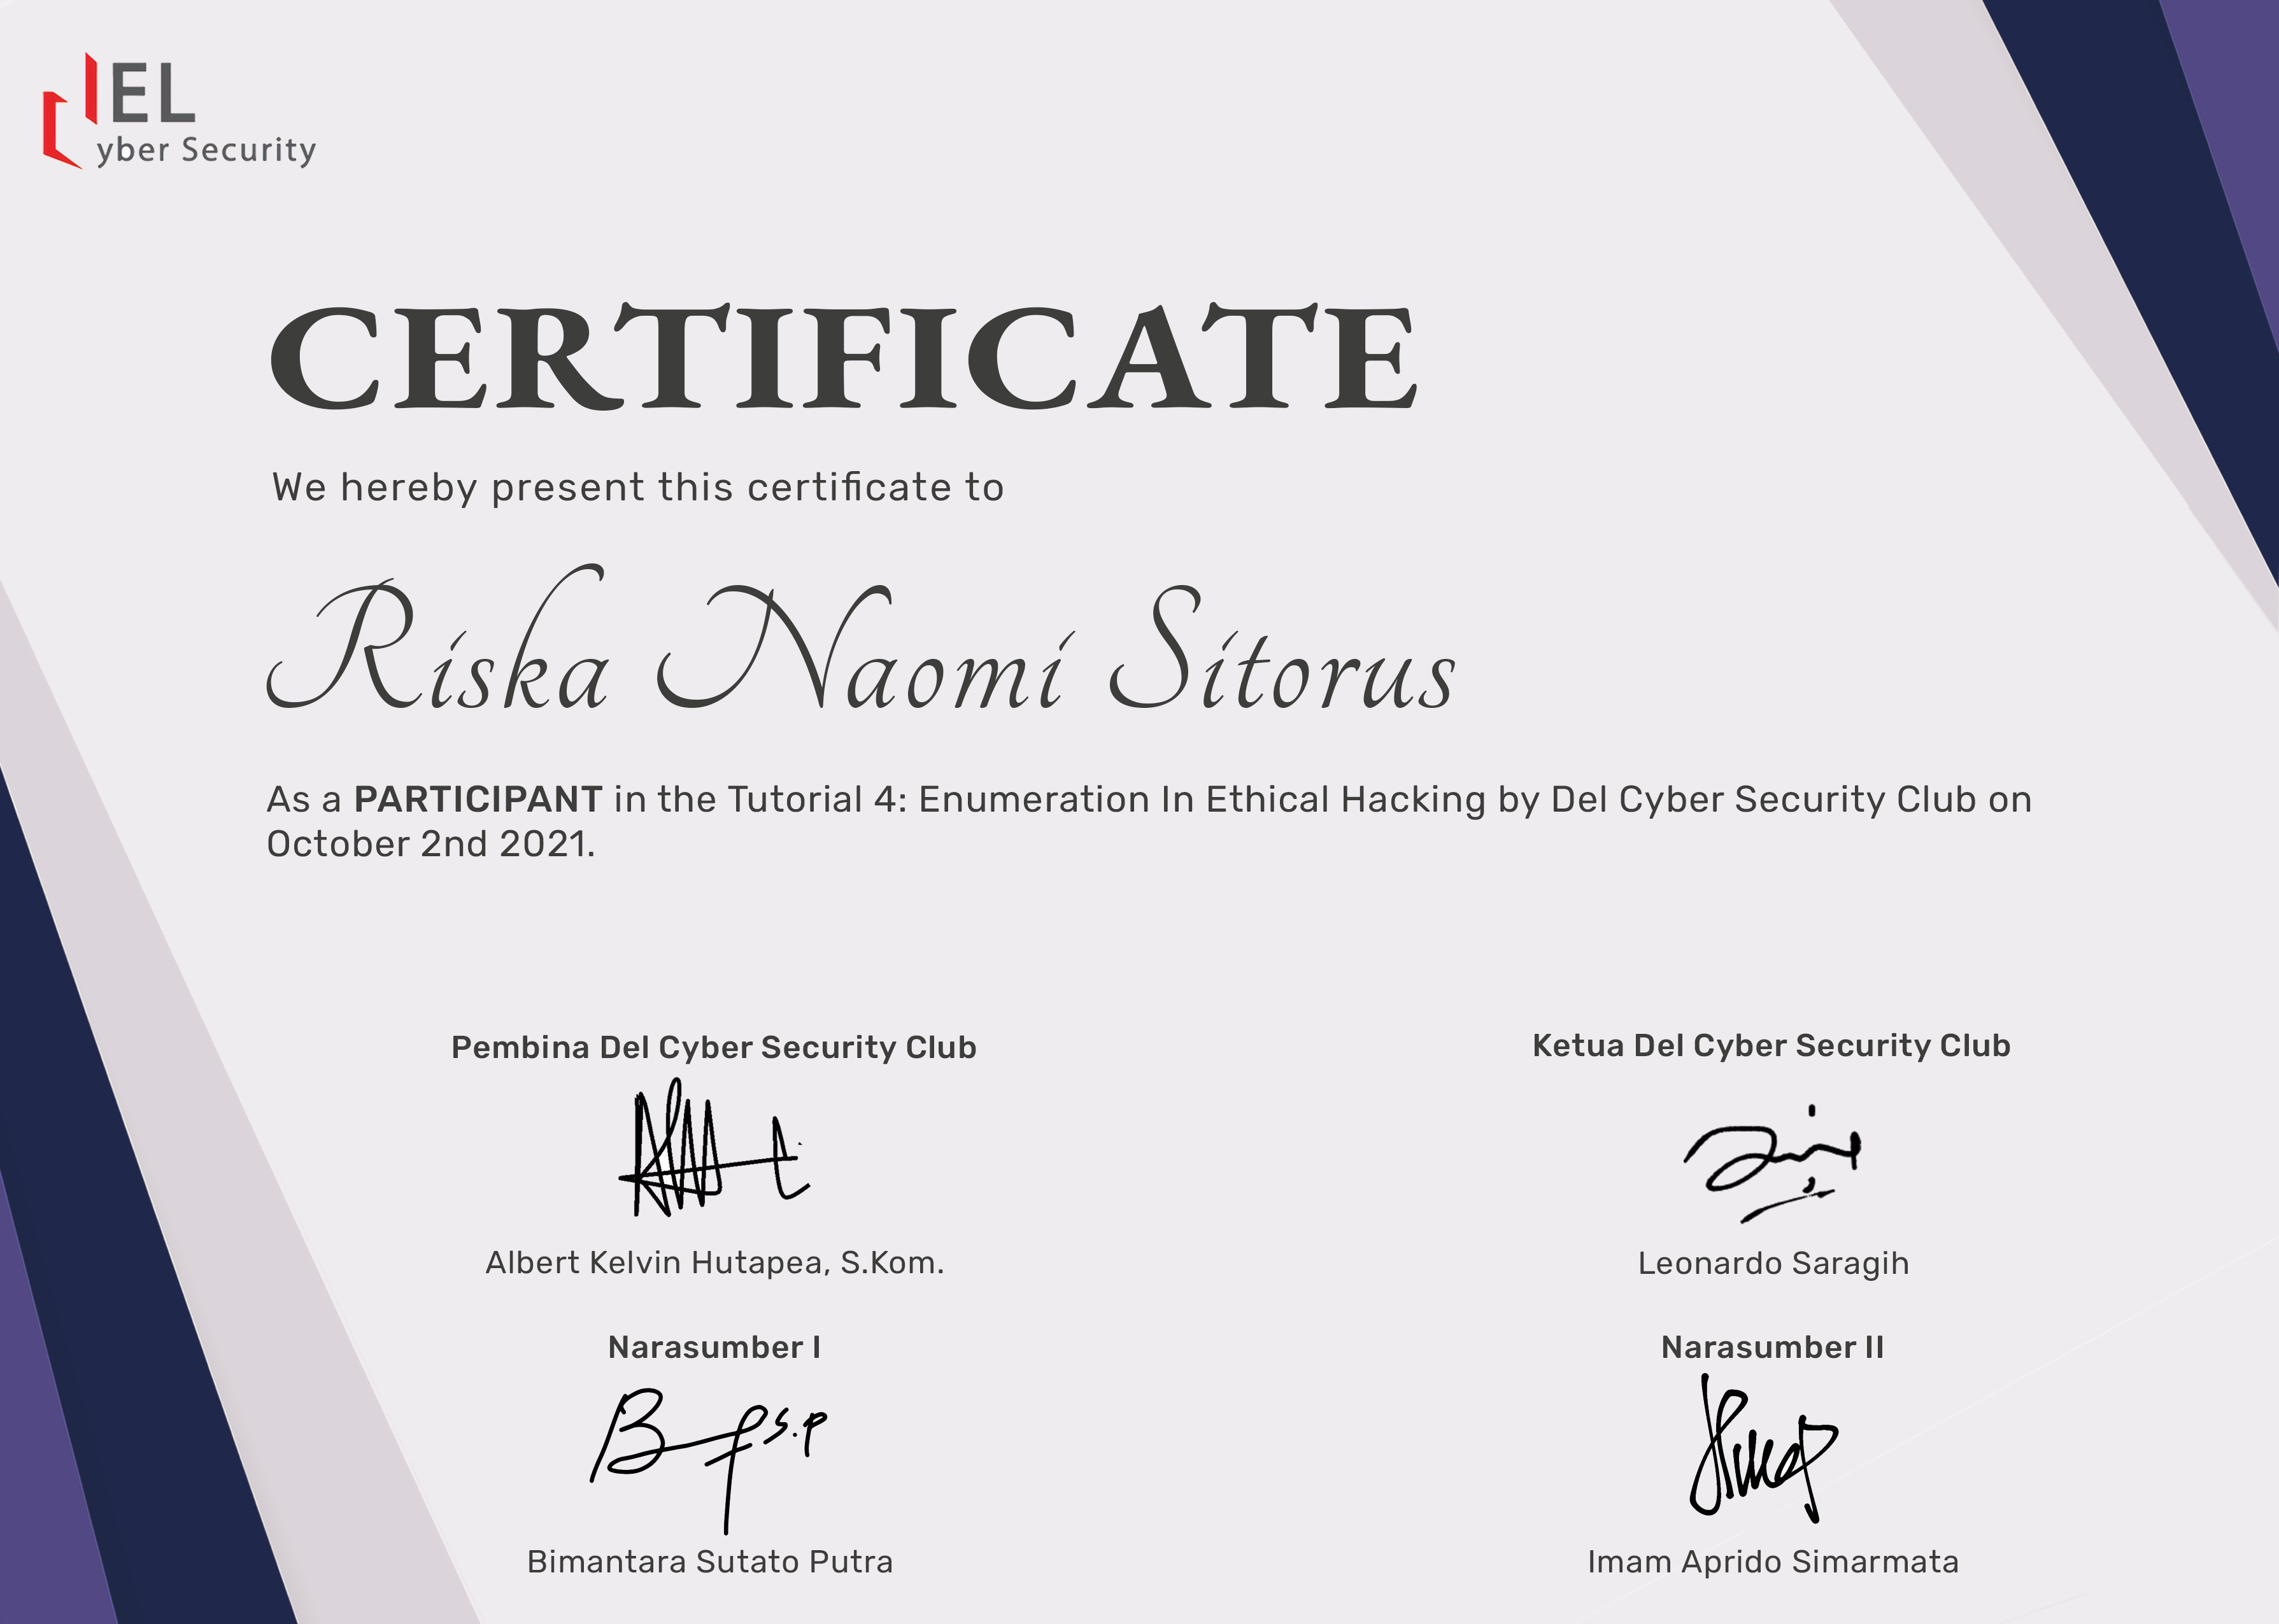 DEL
Cyber Security
CERTIFICATE
We hereby present this certificate to
Riska Naomi Sitorus
As a PARTICIPANT in the Tutorial 4: Enumeration In Ethical Hacking by Del Cyber Security Club on
October 2nd 2021.
Pembina Del Cyber Security Club
Ketua Del Cyber Security Club
Albert Kelvin Hutapea, S.Kom.
Leonardo Saragih
Narasumber I
Narasumber II
Bimantara Sutato Putra
Imam Aprido Simarmata